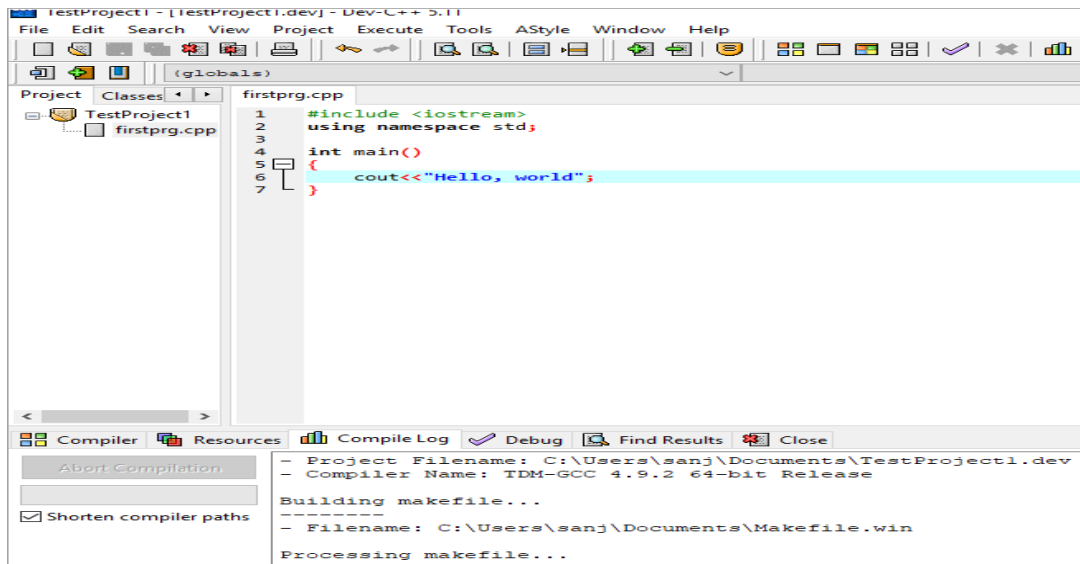 TestProject1 - [TestProject1.dev] - Dev-C++ 5.11
File Edit Search View Project Execute Tools AStyle Window Help
(globals)
Project Classes firstprg.cpp
TestProject1
firstprg.cpp
1 #include <iostream>
2 using namespace std;
3
4 int main()
5 {
6 cout<<"Hello, world";
7 }
Compiler Resources Compile Log Debug Find Results Close
Abort Compilation
Shorten compiler paths
- Project Filename: C:\Users\sanj\Documents\TestProject1.dev
- Compiler Name: TDM-GCC 4.9.2 64-bit Release
Building makefile...
--------
- Filename: C:\Users\sanj\Documents\Makefile.win
Processing makefile...